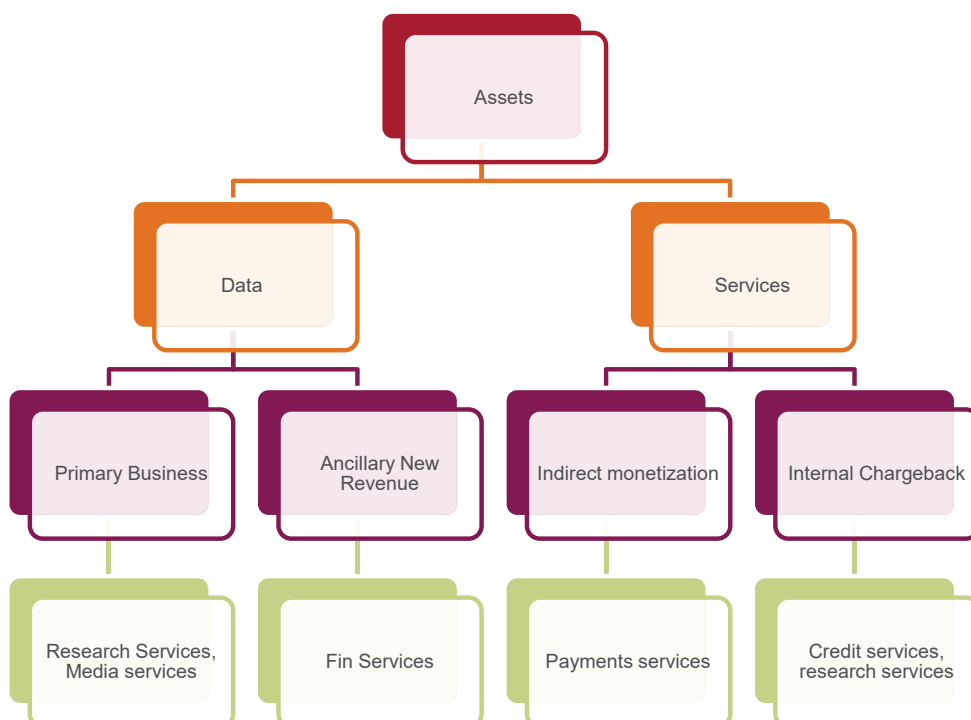 Assets
Data
Services
Primary Business
Ancillary New
Revenue
Indirect monetization
Internal Chargeback
Research Services,
Media services
Fin Services
Payments services
Credit services,
research services